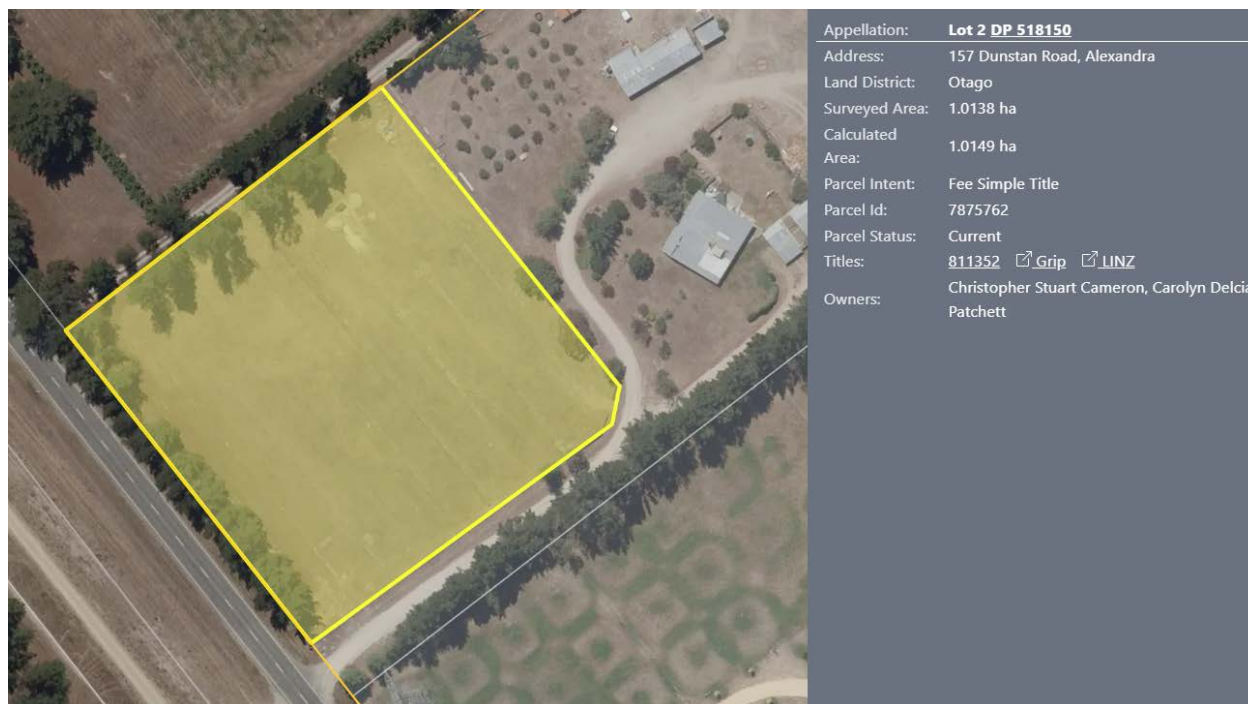 Appellation: Lot 2 DP 518150
Address: 157 Dunstan Road, Alexandra
Land District: Otago
Surveyed Area: 1.0138 ha
Calculated
Area: 1.0149 ha
Parcel Intent: Fee Simple Title
Parcel Id: 7875762
Parcel Status: Current
Titles: 811352 Grip LINZ
Owners: Christopher Stuart Cameron, Carolyn Delcia
Patchett